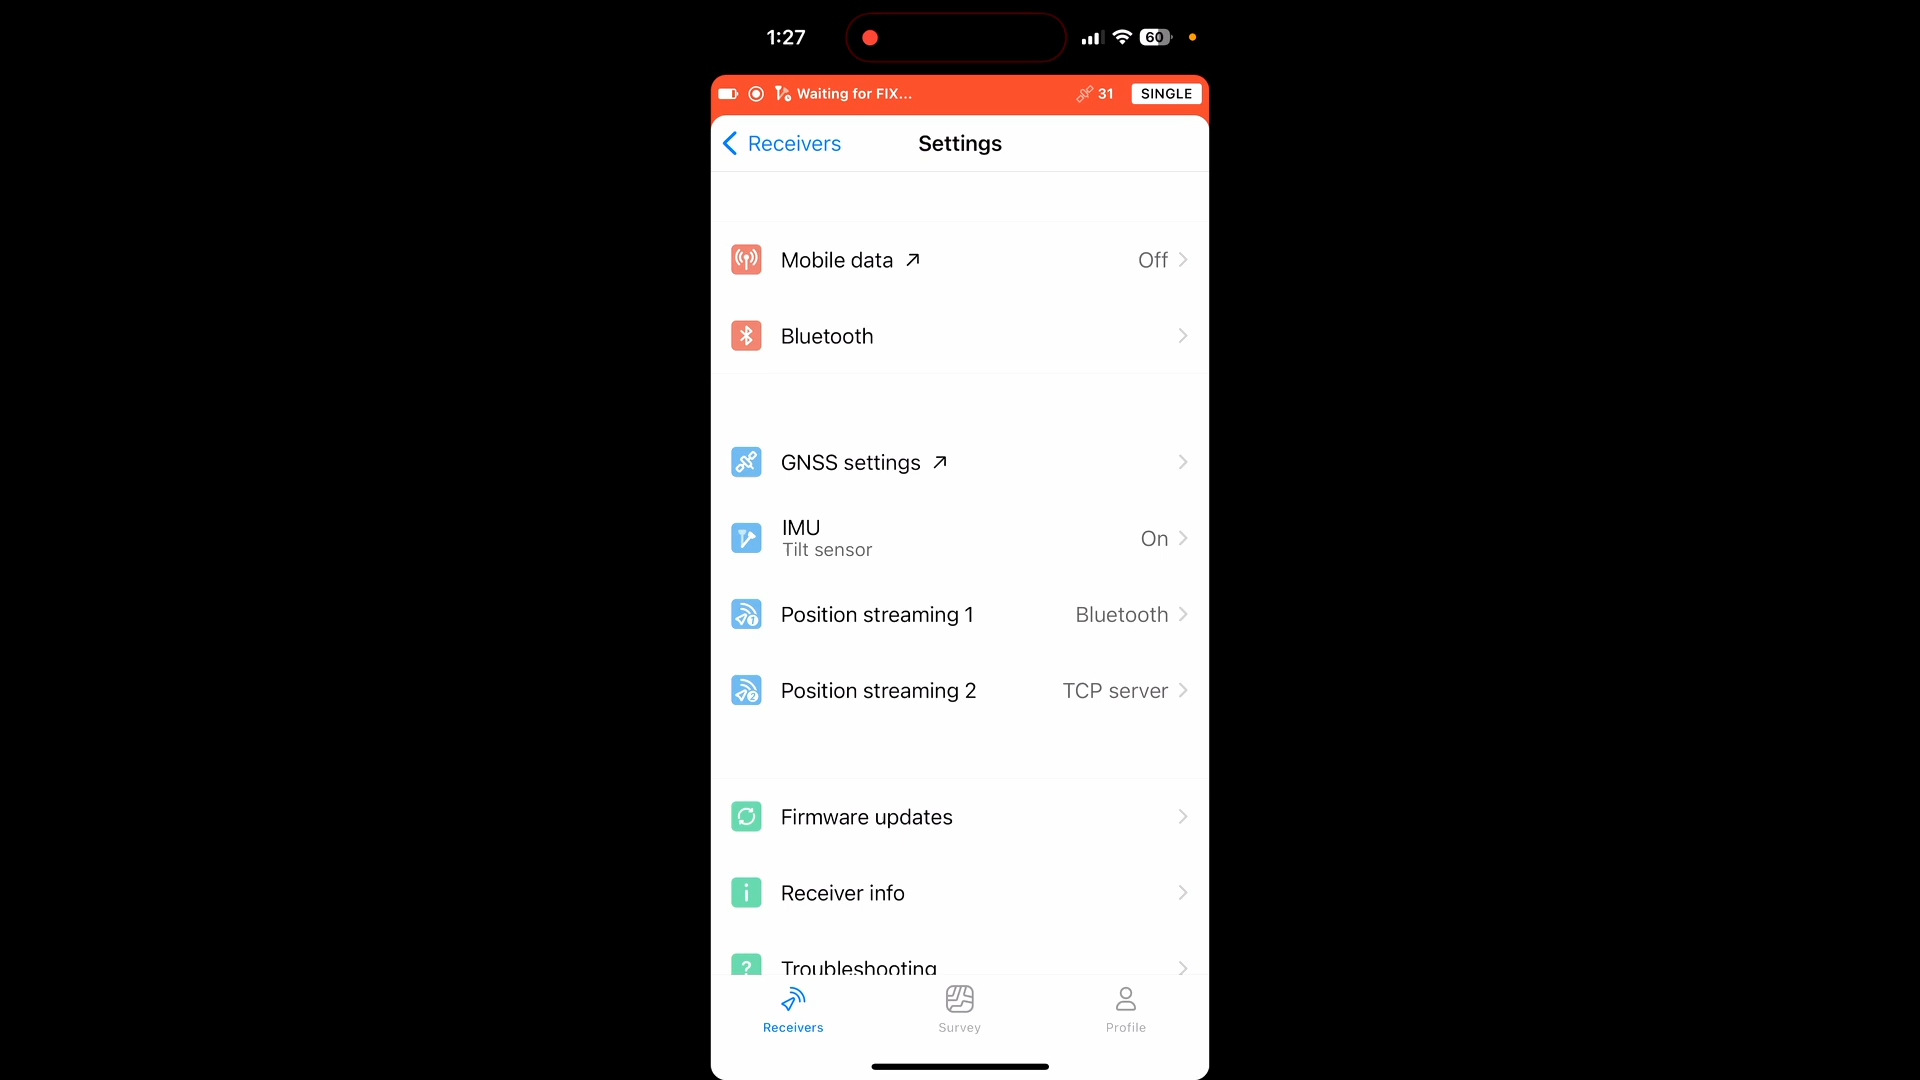 1:27
60
Waiting for FIX...
31
SINGLE
Receivers
Settings
Mobile data
Off
Bluetooth
GNSS settings
IMU
Tilt sensor
On
Position streaming 1
Bluetooth
Position streaming 2
TCP server
Firmware updates
Receiver info
Troubleshooting
Receivers
Survey
Profile